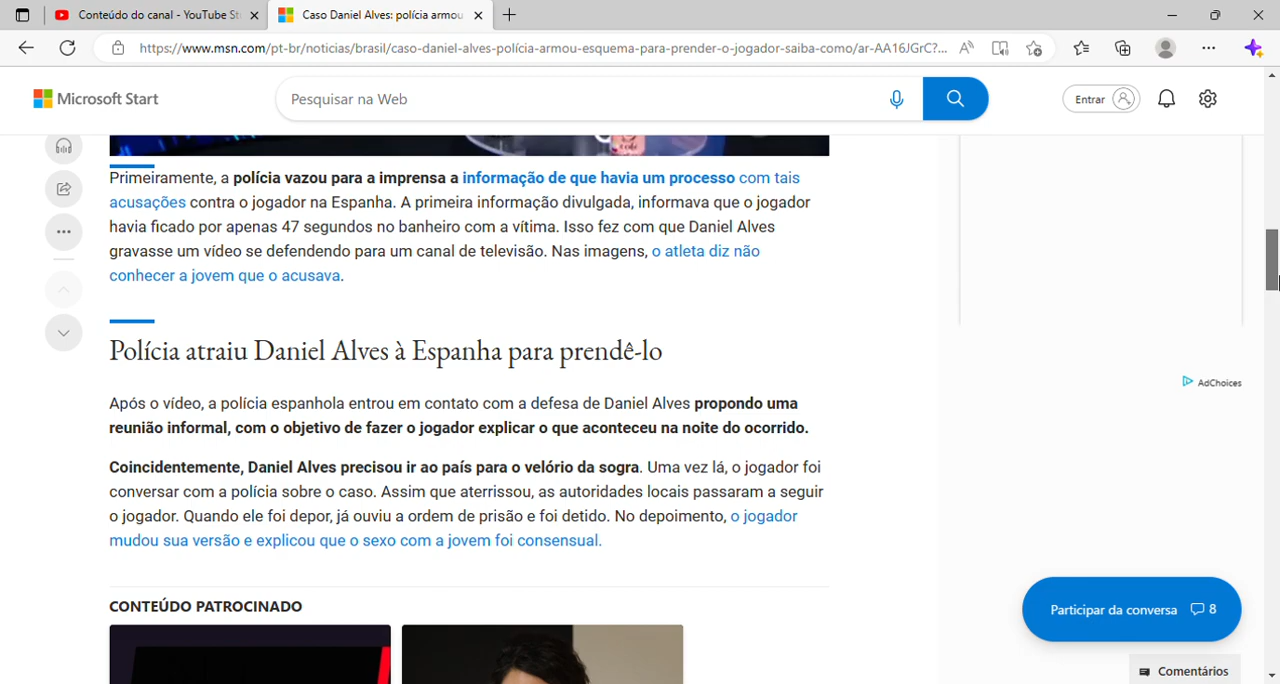 Conteúdo do canal - YouTube St
Caso Daniel Alves: polícia armou
https://www.msn.com/pt-br/noticias/brasil/caso-daniel-alves-polícia-armou-esquema-para-prender-o-jogador-saiba-como/ar-AA16JGrC?...
Microsoft Start
Pesquisar na Web
Entrar
Primeiramente, a polícia vazou para a imprensa a informação de que havia um processo com tais
acusações contra o jogador na Espanha. A primeira informação divulgada, informava que o jogador
havia ficado por apenas 47 segundos no banheiro com a vítima. Isso fez com que Daniel Alves
gravasse um vídeo se defendendo para um canal de televisão. Nas imagens, o atleta diz não
conhecer a jovem que o acusava.
Polícia atraiu Daniel Alves à Espanha para prendê-lo
AdChoices
Após o vídeo, a polícia espanhola entrou em contato com a defesa de Daniel Alves propondo uma
reunião informal, com o objetivo de fazer o jogador explicar o que aconteceu na noite do ocorrido.
Coincidentemente, Daniel Alves precisou ir ao país para o velório da sogra. Uma vez lá, o jogador foi
conversar com a polícia sobre o caso. Assim que aterrissou, as autoridades locais passaram a seguir
o jogador. Quando ele foi depor, já ouviu a ordem de prisão e foi detido. No depoimento, o jogador
mudou sua versão e explicou que o sexo com a jovem foi consensual.
CONTEÚDO PATROCINADO
Participar da conversa 8
Comentários